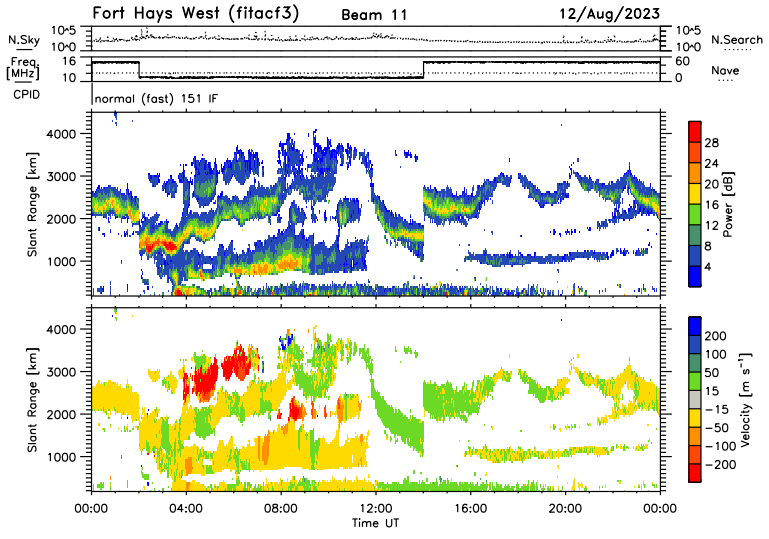 Fort Hays West (fitacf3) Beam 11 12/Aug/2023
N.Sky 10^5 10^0 10^5 10^0 N.Search
Freq. [MHz] 16 10 60 0 Nave
CPID normal (fast) 151 IF
Slant Range [km] 4000 3000 2000 1000
Power [dB] 28 24 20 16 12 8 4
Slant Range [km] 4000 3000 2000 1000
Velocity [m s⁻¹] 200 100 50 15 −15 −50 −100 −200
00:00 04:00 08:00 12:00 16:00 20:00 00:00
Time UT